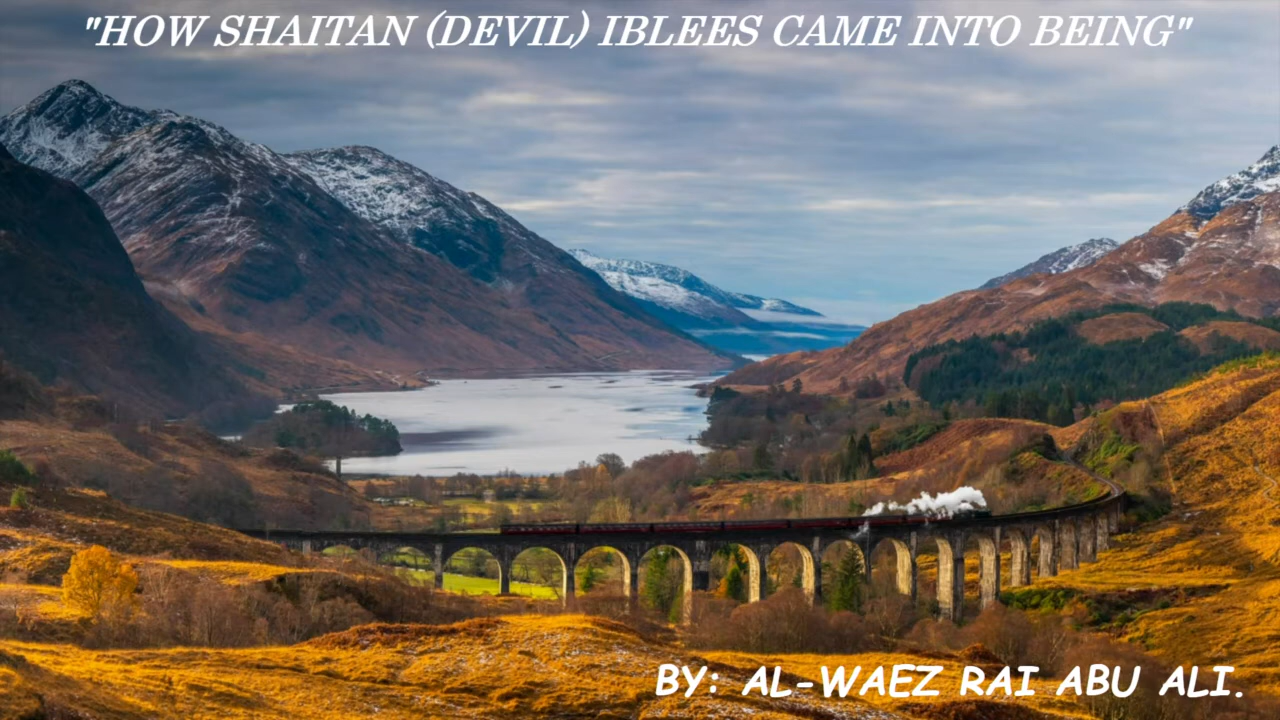 "HOW SHAITAN (DEVIL) IBLEES CAME INTO BEING"
BY: AL-WAEZ RAI ABU ALI.